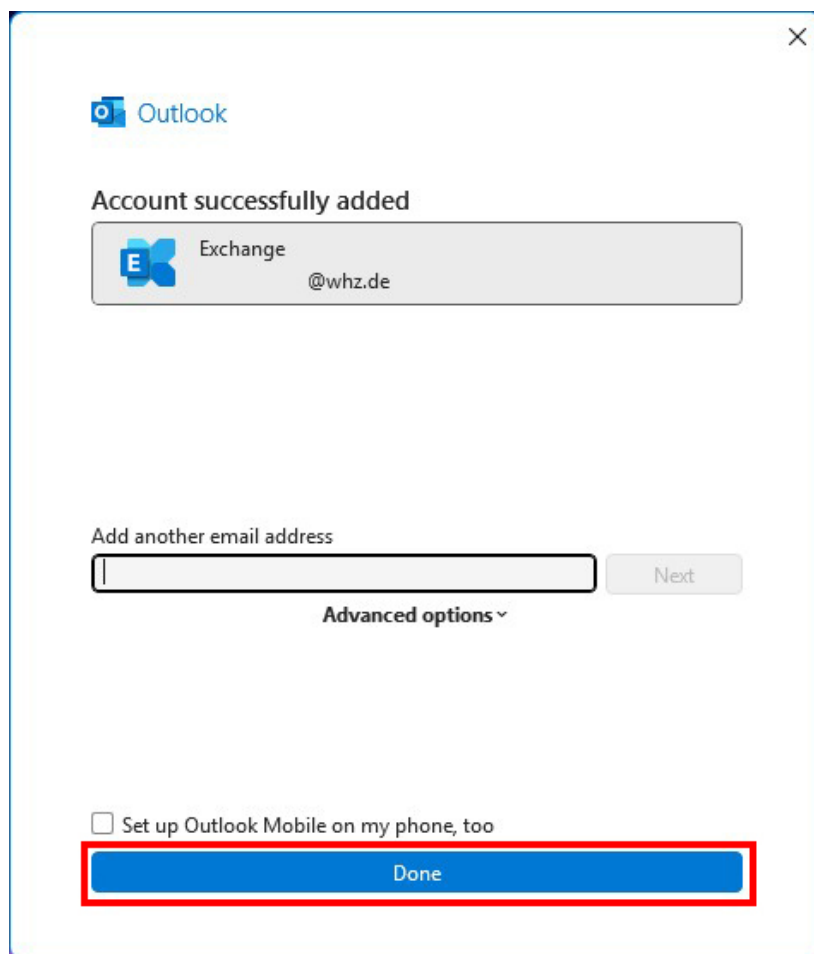 Outlook
Account successfully added
Exchange
@whz.de
Add another email address
Next
Advanced options
Set up Outlook Mobile on my phone, too
Done